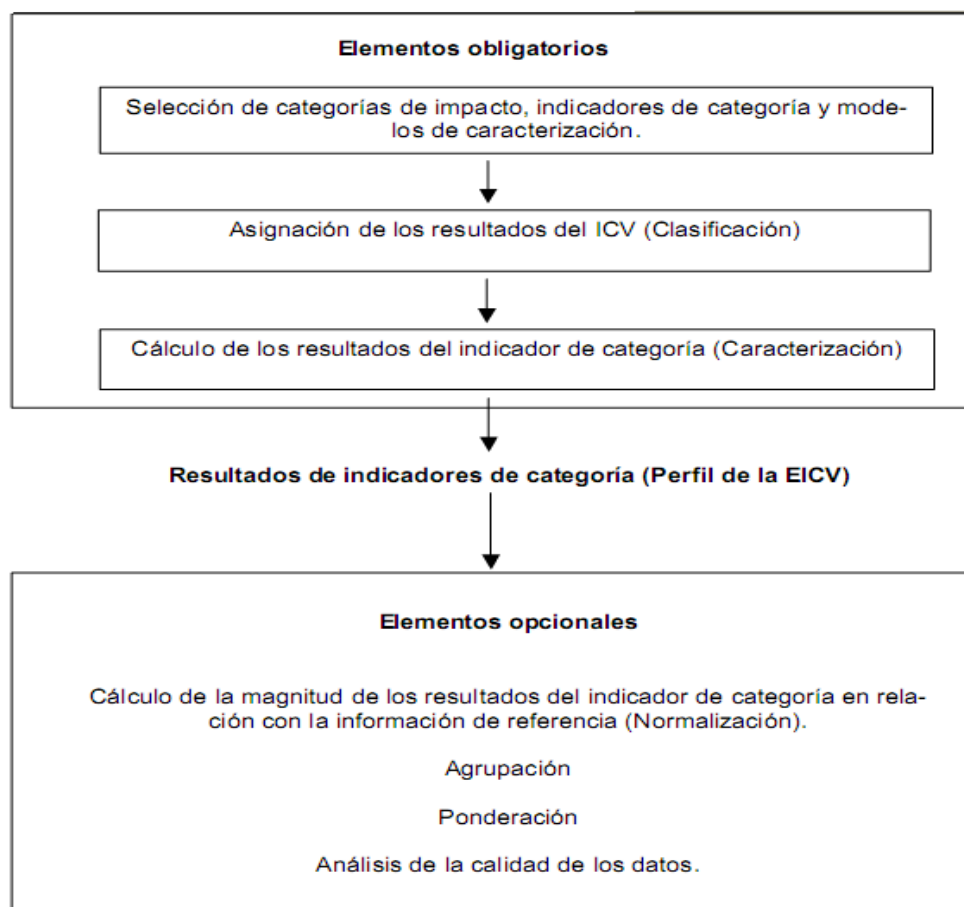 Elementos obligatorios
Selección de categorías de impacto, indicadores de categoría y mode-
los de caracterización.
Asignación de los resultados del ICV (Clasificación)
Cálculo de los resultados del indicador de categoría (Caracterización)
Resultados de indicadores de categoría (Perfil de la EICV)
Elementos opcionales
Cálculo de la magnitud de los resultados del indicador de categoría en rela-
ción con la información de referencia (Normalización).
Agrupación
Ponderación
Análisis de la calidad de los datos.